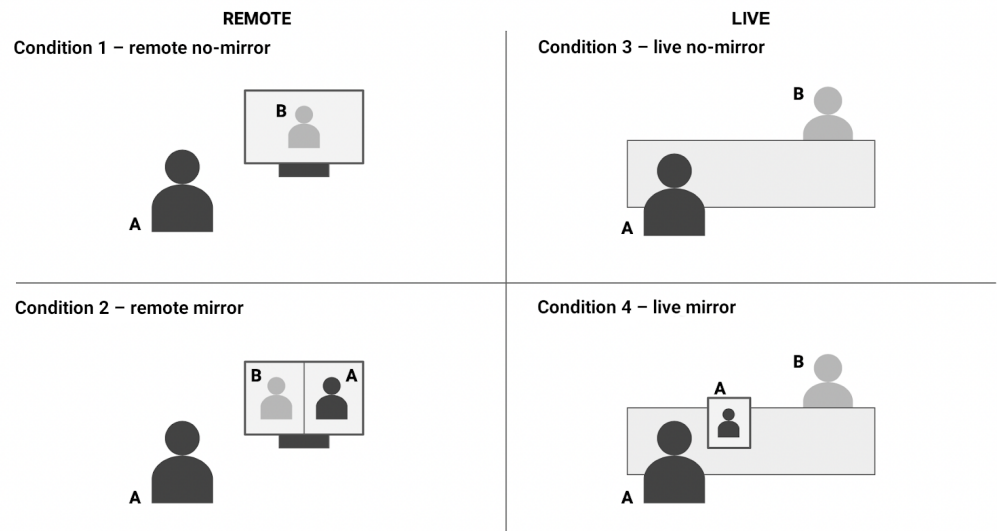 REMOTE
LIVE
Condition 1 – remote no-mirror
B
A
Condition 3 – live no-mirror
B
A
Condition 2 – remote mirror
B
A
A
Condition 4 – live mirror
B
A
A